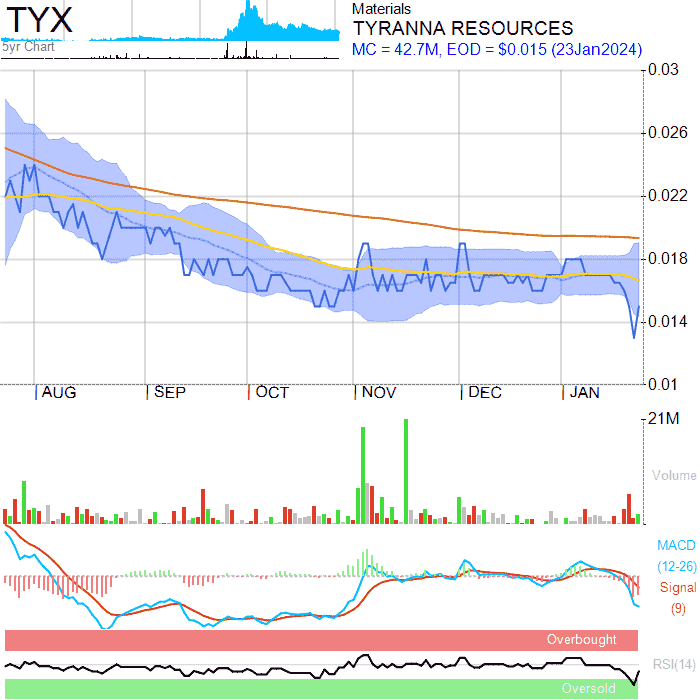 TYX
5yr Chart
Materials
TYRANNA RESOURCES
MC = 42.7M, EOD = $0.015 (23Jan2024)
0.03
0.026
0.022
0.018
0.014
0.01
AUG SEP OCT NOV DEC JAN
21M
Volume
MACD
(12-26)
Signal
(9)
Overbought
RSI(14)
Oversold